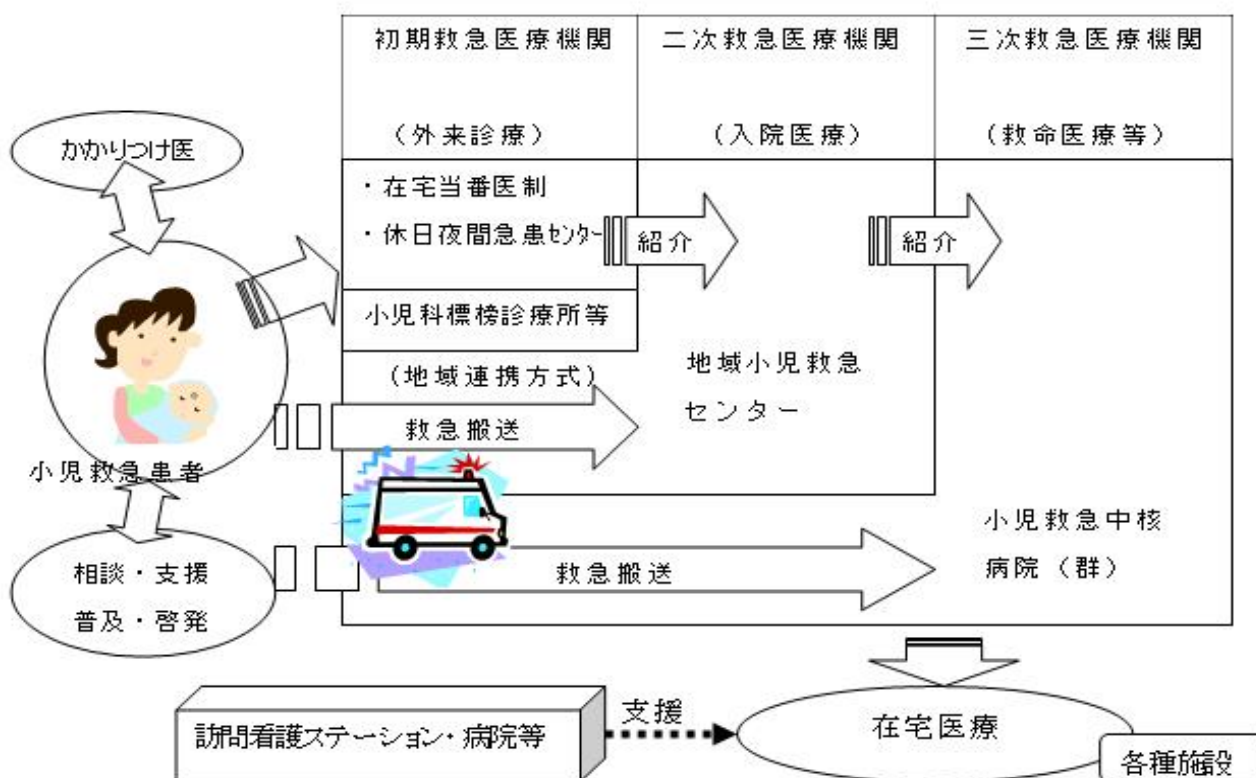 初期救急医療機関
(外来診療)
二次救急医療機関
(入院医療)
三次救急医療機関
(救命医療等)
かかりつけ医
・在宅当番医制
・休日夜間急患センター
紹介
紹介
小児科標榜診療所等
(地域連携方式)
地域小児救急
センター
救急搬送
小児救急患者
相談・支援
普及・啓発
救急搬送
小児救急中核
病院(群)
訪問看護ステーション・病院等
支援
在宅医療
各種施設